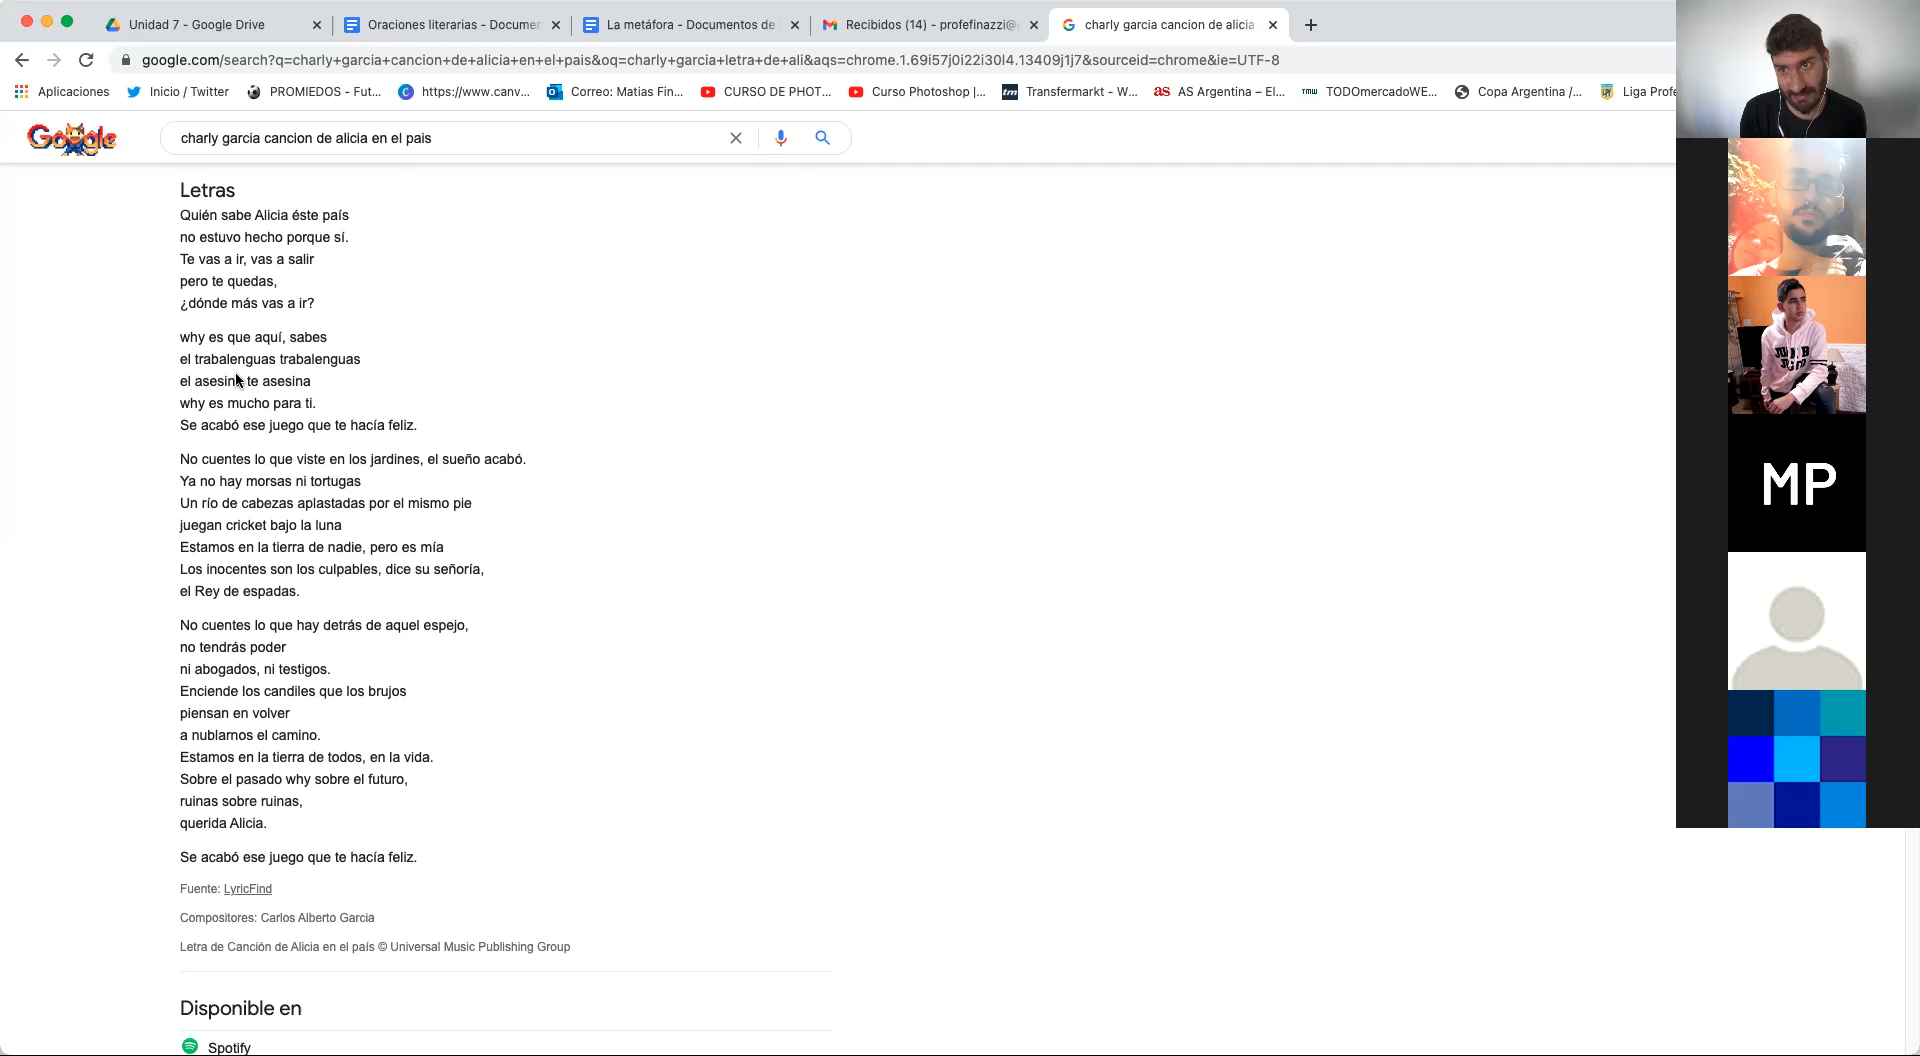 Unidad 7 - Google Drive
Oraciones literarias - Documen
La metáfora - Documentos de
Recibidos (14) - profefinazzi@
charly garcia cancion de alicia
google.com/search?q=charly+garcia+cancion+de+alicia+en+el+pais&oq=charly+garcia+letra+de+ali&aqs=chrome.1.69i57j0i22i30l4.13409j1j7&sourceid=chrome&ie=UTF-8
Aplicaciones
Inicio / Twitter
PROMIEDOS - Fut...
https://www.canv...
Correo: Matias Fin...
CURSO DE PHOT...
Curso Photoshop |...
Transfermarkt - W...
AS Argentina – El...
TODOmercadoWE...
Copa Argentina /...
Liga Profe
Google
charly garcia cancion de alicia en el pais
Letras
Quién sabe Alicia éste país
no estuvo hecho porque sí.
Te vas a ir, vas a salir
pero te quedas,
¿dónde más vas a ir?
why es que aquí, sabes
el trabalenguas trabalenguas
el asesino te asesina
why es mucho para ti.
Se acabó ese juego que te hacía feliz.
No cuentes lo que viste en los jardines, el sueño acabó.
Ya no hay morsas ni tortugas
Un río de cabezas aplastadas por el mismo pie
juegan cricket bajo la luna
Estamos en la tierra de nadie, pero es mía
Los inocentes son los culpables, dice su señoría,
el Rey de espadas.
No cuentes lo que hay detrás de aquel espejo,
no tendrás poder
ni abogados, ni testigos.
Enciende los candiles que los brujos
piensan en volver
a nublarnos el camino.
Estamos en la tierra de todos, en la vida.
Sobre el pasado why sobre el futuro,
ruinas sobre ruinas,
querida Alicia.
Se acabó ese juego que te hacía feliz.
Fuente: LyricFind
Compositores: Carlos Alberto Garcia
Letra de Canción de Alicia en el país © Universal Music Publishing Group
Disponible en
Spotify
MP